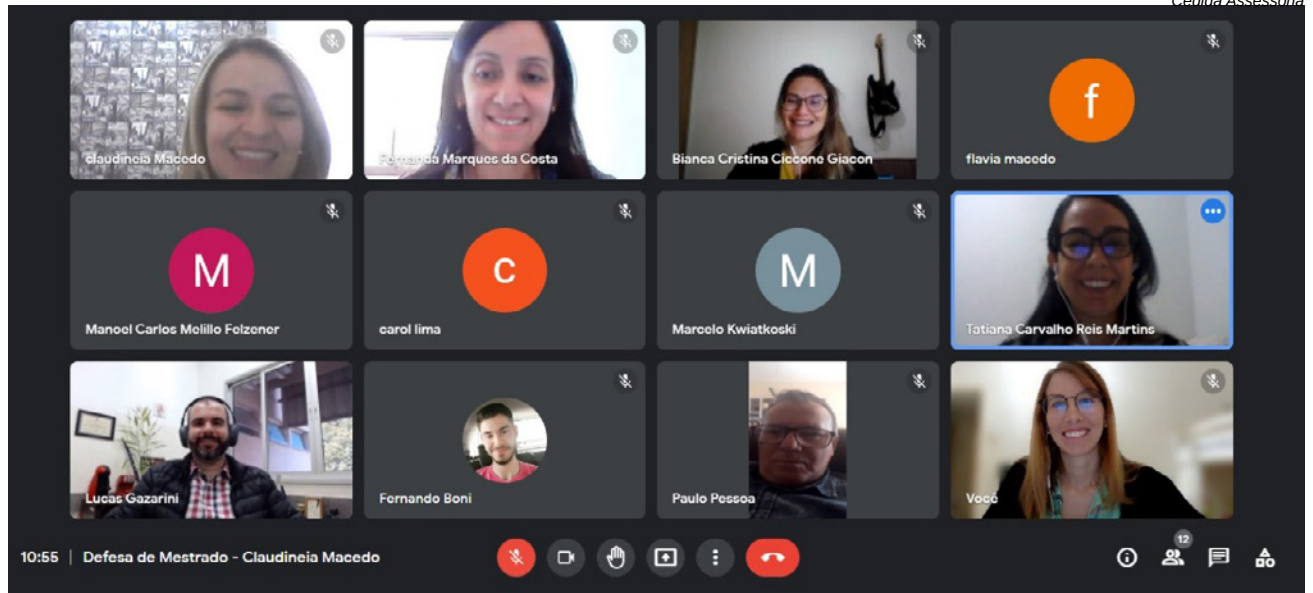 Cedida Assessoria
claudineia Macedo
Fernanda Marques da Costa
Bianca Cristina Ciccone Giacon
f
flavia macedo
M
Manoel Carlos Melillo Felzener
c
carol lima
M
Marcelo Kwiatkoski
Tatiana Carvalho Reis Martins
Lucas Gazarini
Fernando Boni
Paulo Pessoa
Você
10:55 | Defesa de Mestrado - Claudineia Macedo
12